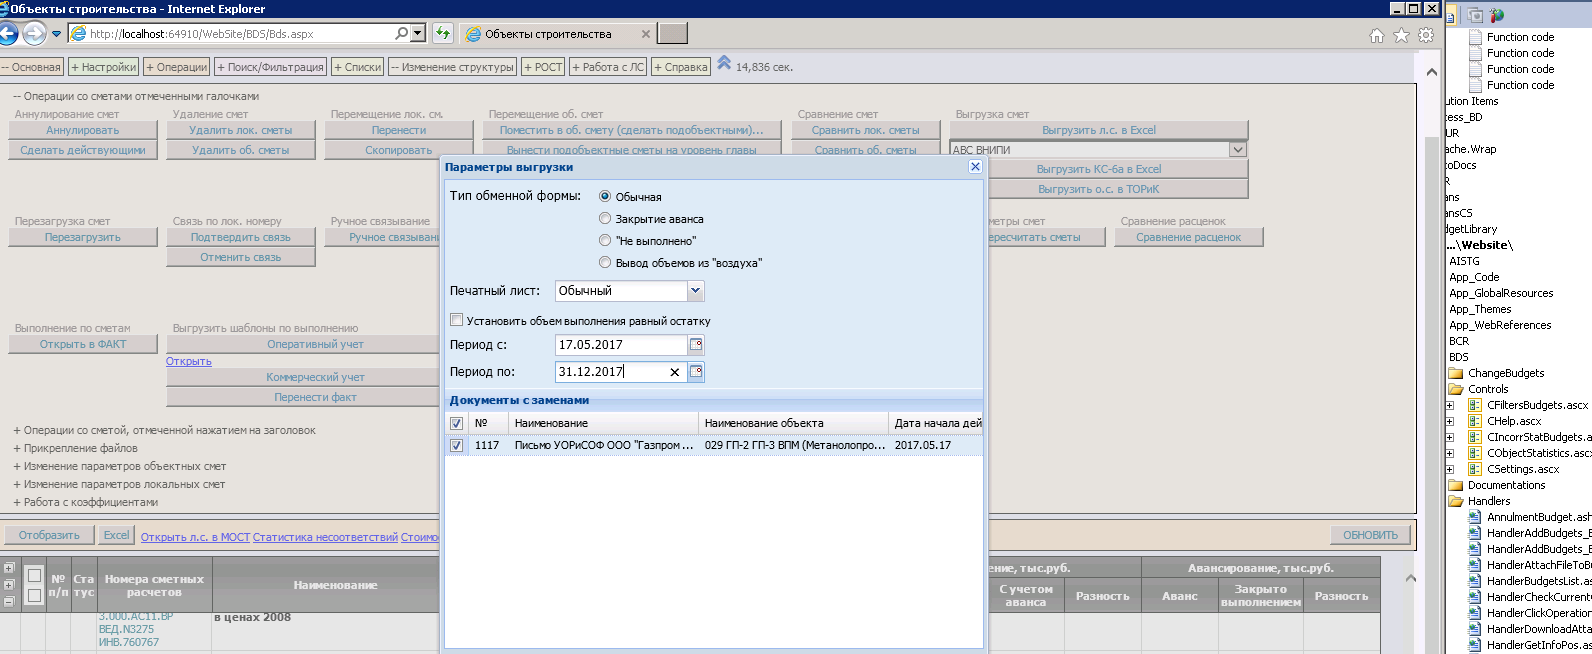 Объекты строительства - Internet Explorer
http://localhost:64910/WebSite/BDS/Bds.aspx
Объекты строительства
-- Основная + Настройки + Операции + Поиск/Фильтрация + Списки -- Изменение структуры + РОСТ + Работа с ЛС + Справка 14,836 сек.
-- Операции со сметами отмеченными галочками
Аннулирование смет Удаление смет Перемещение лок. см. Перемещение об. смет Сравнение смет Выгрузка смет
Аннулировать Удалить лок. сметы Перенести Поместить в об. смету (сделать подобъектными)... Сравнить лок. сметы Выгрузить л.с. в Excel
Сделать действующими Удалить об. сметы Скопировать Вынести подобъектные сметы на уровень главы Сравнить об. сметы АВС ВНИПИ
Выгрузить КС-6а в Excel
Выгрузить о.с. в ТОРиК
Перезагрузка смет Связь по лок. номеру Ручное связывание метры смет Сравнение расценок
Перезагрузить Подтвердить связь Ручное связывани ересчитать сметы Сравнение расценок
Отменить связь
Выполнение по сметам Выгрузить шаблоны по выполнению
Открыть в ФАКТ Оперативный учет
Открыть
Коммерческий учет
Перенести факт
+ Операции со сметой, отмеченной нажатием на заголовок
+ Прикрепление файлов
+ Изменение параметров объектных смет
+ Изменение параметров локальных смет
+ Работа с коэффициентами
Отобразить Excel Открыть л.с. в МОСТ Статистика несоответствий Стоимо ОБНОВИТЬ
№ п/п Ста тус Номера сметных расчетов Наименование ение, тыс.руб. Авансирование, тыс.руб.
С учетом аванса Разность Аванс Закрыто выполнением Разность
3.000.АС11.ВР в ценах 2008
ВЕД.N3275
ИНВ.760767
Параметры выгрузки
Тип обменной формы: Обычная
Закрытие аванса
"Не выполнено"
Вывод объемов из "воздуха"
Печатный лист: Обычный
Установить объем выполнения равный остатку
Период с: 17.05.2017
Период по: 31.12.2017
Документы с заменами
№ Наименование Наименование объекта Дата начала дей
1117 Письмо УОРиСОФ ООО "Газпром ... 029 ГП-2 ГП-3 ВПМ (Метанолопро... 2017.05.17
Function code
Function code
Function code
Function code
ution Items
cess_BD
UR
ache.Wrap
toDocs
R
ans
ansCS
dgetLibrary
...\Website\
AISTG
App_Code
App_GlobalResources
App_Themes
App_WebReferences
BCR
BDS
ChangeBudgets
Controls
CFiltersBudgets.ascx
CHelp.ascx
CIncorrStatBudgets.a
CObjectStatistics.asc
CSettings.ascx
Documentations
Handlers
AnnulmentBudget.ash
HandlerAddBudgets_E
HandlerAddBudgets_E
HandlerAttachFileToBu
HandlerBudgetsList.as
HandlerCheckCurrent
HandlerClickOperation
HandlerDownloadAtta
HandlerGetInfoPos.as